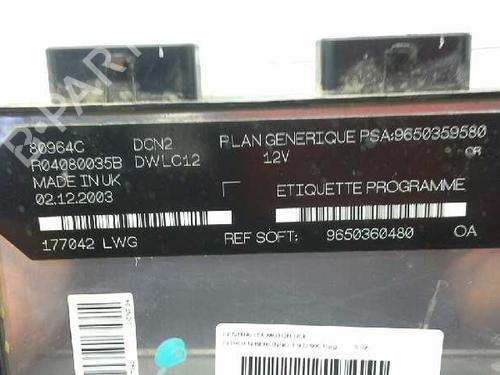 80964C DCN2 PLAN GENERIQUE PSA:9650359580
R04080035B DWLC12 12V CR
MADE IN UK ETIQUETTE PROGRAMME
02.12.2003
177042 LWG REF SOFT: 9650360480 OA